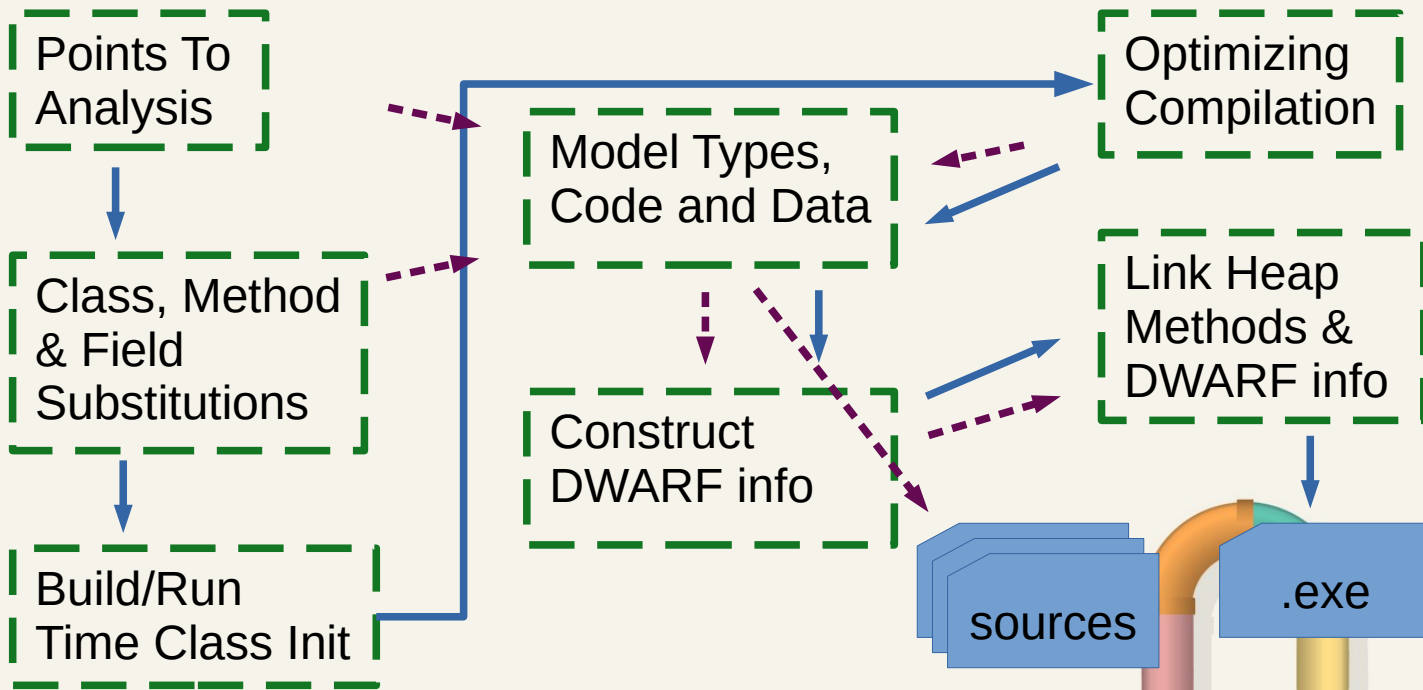 Points To
Analysis
Class, Method
& Field
Substitutions
Build/Run
Time Class Init
Model Types,
Code and Data
Construct
DWARF info
Optimizing
Compilation
Link Heap
Methods &
DWARF info
sources
.exe